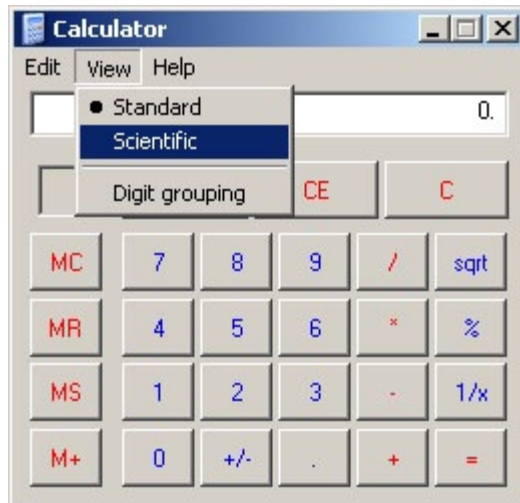 Calculator
Edit View Help
Standard
0.
Scientific
Digit grouping
CE C
MC 7 8 9 / sqrt
MR 4 5 6 * %
MS 1 2 3 - 1/x
M+ 0 +/- . + =